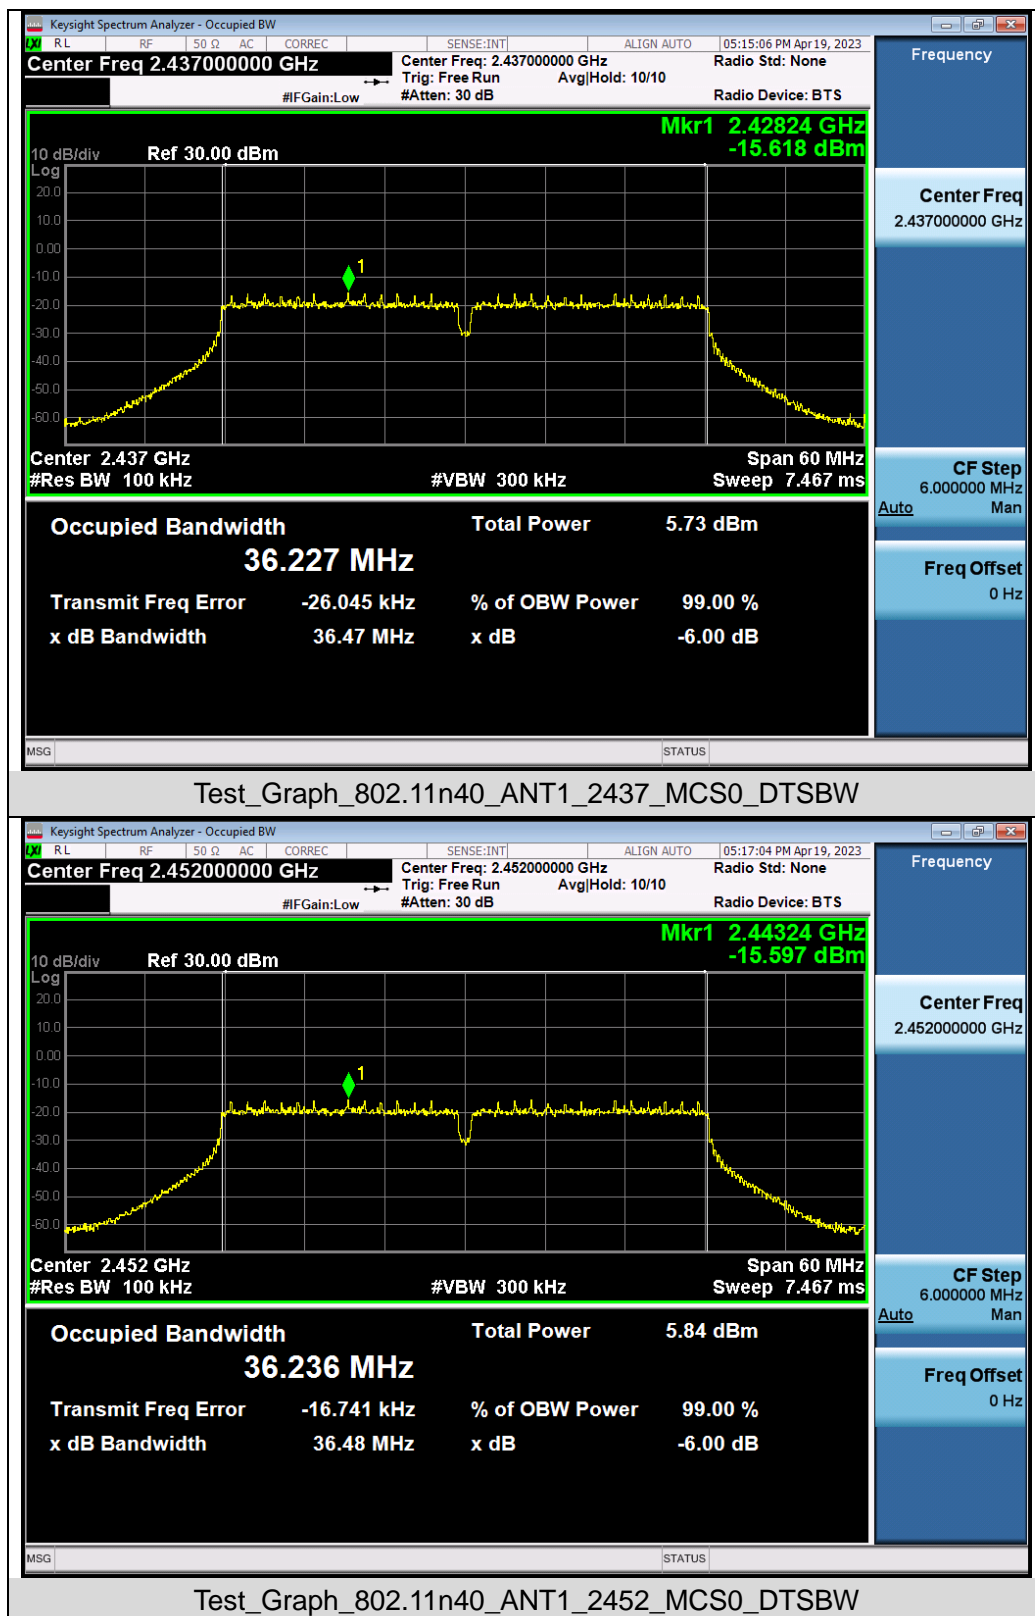 Keysight Spectrum Analyzer - Occupied BW
LXI RL RF 50 Ω AC CORREC SENSE:INT ALIGN AUTO 05:15:06 PM Apr 19, 2023
Center Freq 2.437000000 GHz
Center Freq: 2.437000000 GHz
Radio Std: None
Trig: Free Run Avg|Hold: 10/10
#IFGain:Low
#Atten: 30 dB
Radio Device: BTS
Frequency
Mkr1 2.42824 GHz
-15.618 dBm
10 dB/div Ref 30.00 dBm
Log
20.0
10.0
0.00
-10.0
-20.0
-30.0
-40.0
-50.0
-60.0
1
Center 2.437 GHz
Span 60 MHz
#Res BW 100 kHz
#VBW 300 kHz
Sweep 7.467 ms
Center Freq
2.437000000 GHz
CF Step
6.000000 MHz
Auto Man
Freq Offset
0 Hz
Occupied Bandwidth
Total Power 5.73 dBm
36.227 MHz
Transmit Freq Error -26.045 kHz % of OBW Power 99.00 %
x dB Bandwidth 36.47 MHz x dB -6.00 dB
MSG STATUS
Test_Graph_802.11n40_ANT1_2437_MCS0_DTSBW
Keysight Spectrum Analyzer - Occupied BW
LXI RL RF 50 Ω AC CORREC SENSE:INT ALIGN AUTO 05:17:04 PM Apr 19, 2023
Center Freq 2.452000000 GHz
Center Freq: 2.452000000 GHz
Radio Std: None
Trig: Free Run Avg|Hold: 10/10
#IFGain:Low
#Atten: 30 dB
Radio Device: BTS
Frequency
Mkr1 2.44324 GHz
-15.597 dBm
10 dB/div Ref 30.00 dBm
Log
20.0
10.0
0.00
-10.0
-20.0
-30.0
-40.0
-50.0
-60.0
1
Center 2.452 GHz
Span 60 MHz
#Res BW 100 kHz
#VBW 300 kHz
Sweep 7.467 ms
Center Freq
2.452000000 GHz
CF Step
6.000000 MHz
Auto Man
Freq Offset
0 Hz
Occupied Bandwidth
Total Power 5.84 dBm
36.236 MHz
Transmit Freq Error -16.741 kHz % of OBW Power 99.00 %
x dB Bandwidth 36.48 MHz x dB -6.00 dB
MSG STATUS
Test_Graph_802.11n40_ANT1_2452_MCS0_DTSBW